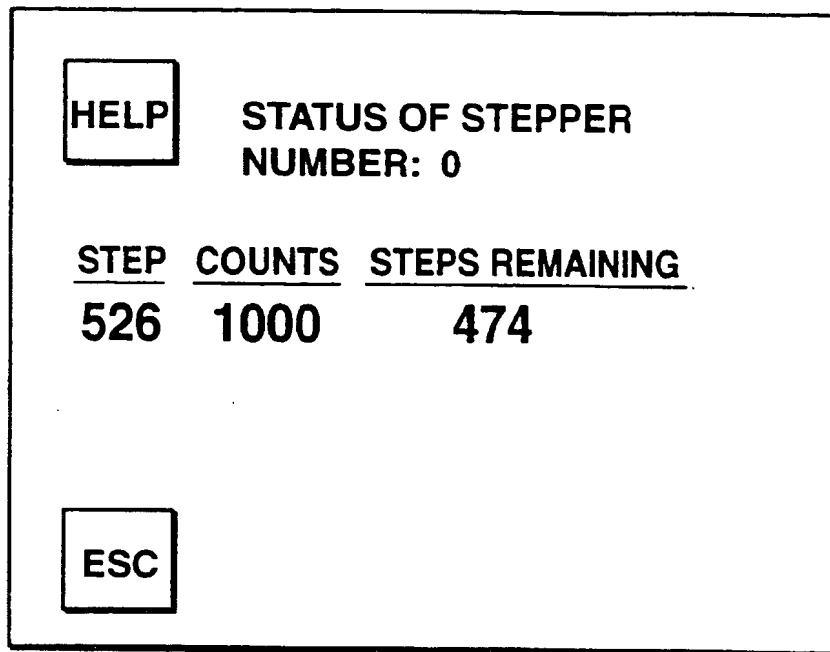 HELP
STATUS OF STEPPER
NUMBER: 0
STEP COUNTS STEPS REMAINING
526 1000 474
ESC